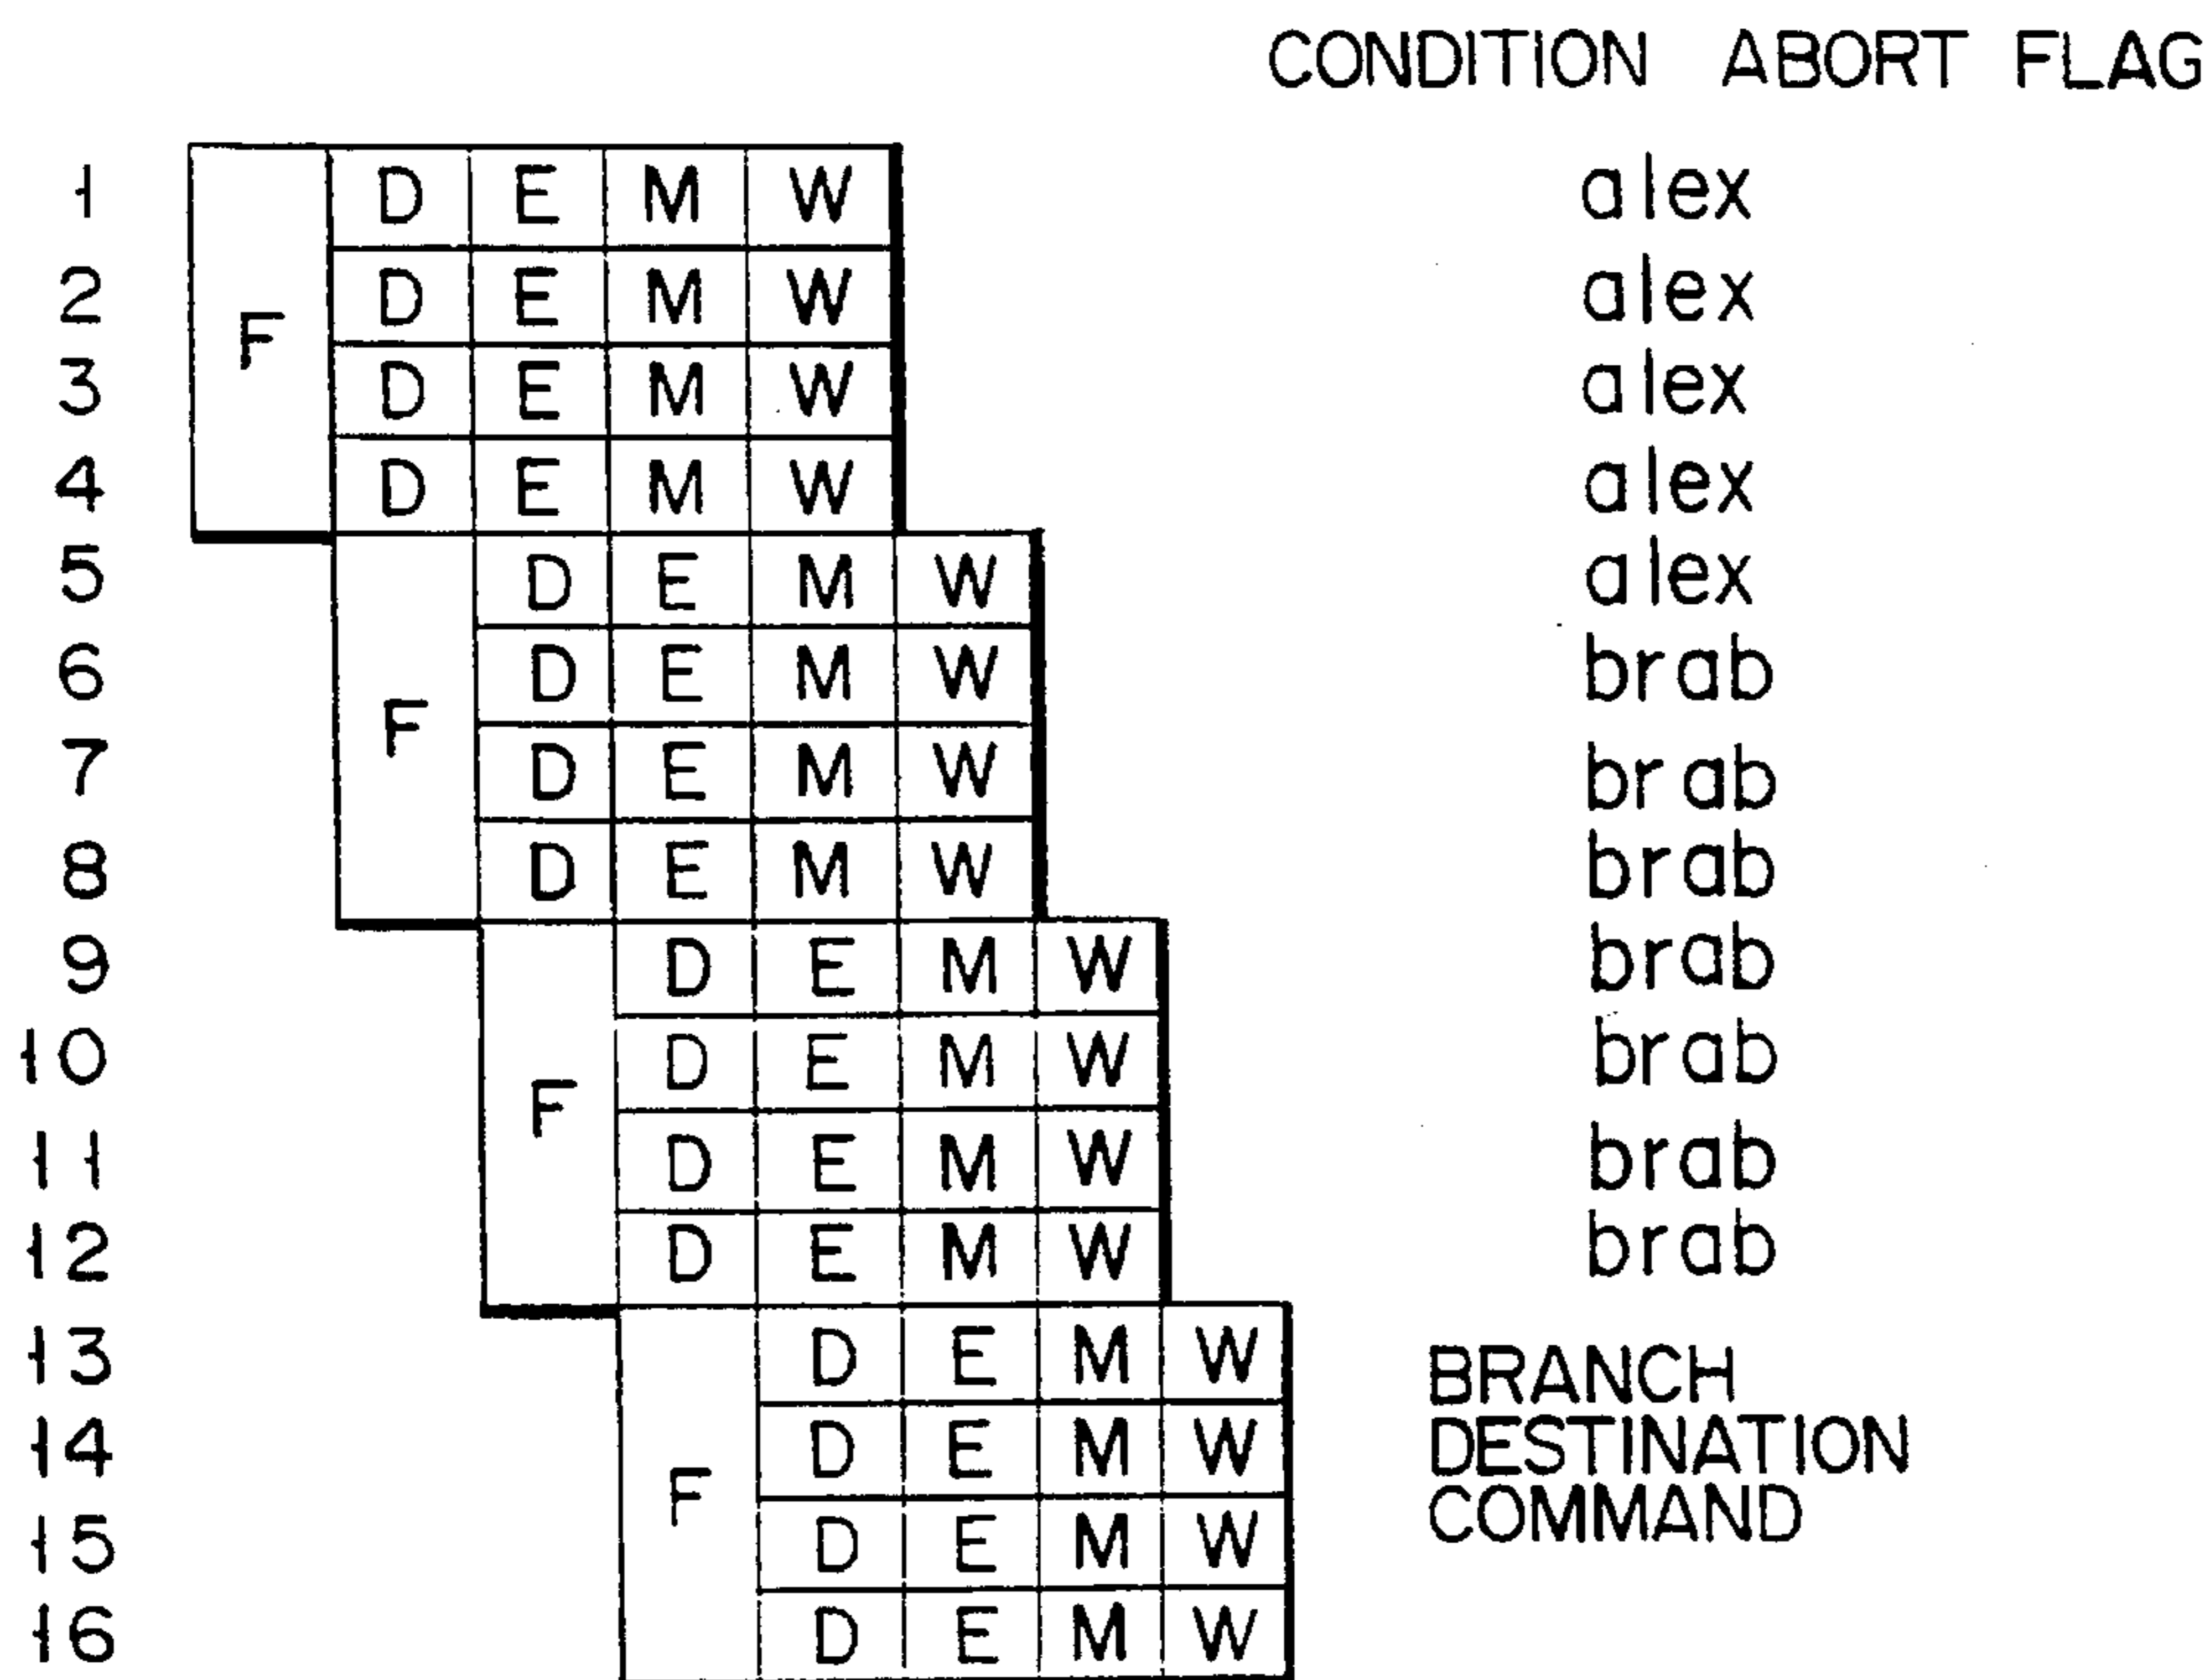 CONDITION ABORT FLAG
1 D E M W alex
2 D E M W alex
F
3 D E M W alex
4 D E M W alex
5 D E M W alex
6 D E M W brab
F
7 D E M W brab
8 D E M W brab
9 D E M W brab
10 D E M W brab
F
11 D E M W brab
12 D E M W brab
13 D E M W BRANCH
14 D E M W DESTINATION
F
15 D E M W COMMAND
16 D E M W